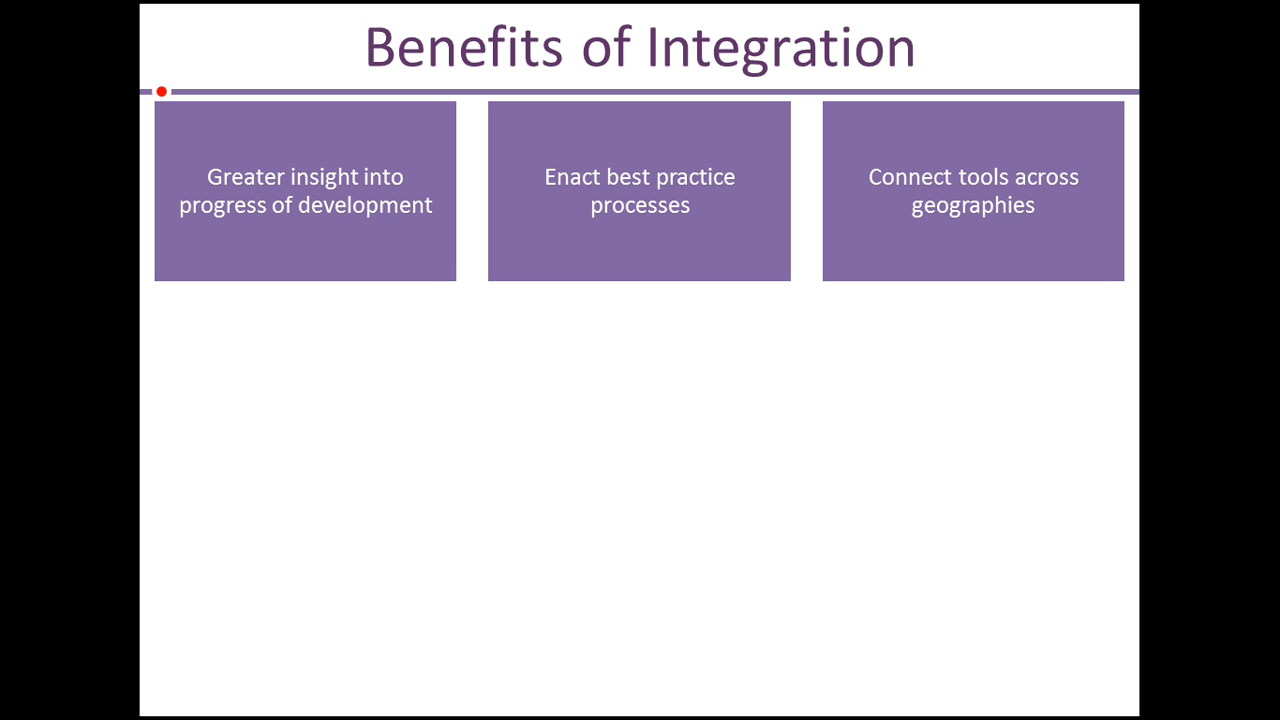 Benefits of Integration
Greater insight into
progress of development
Enact best practice
processes
Connect tools across
geographies